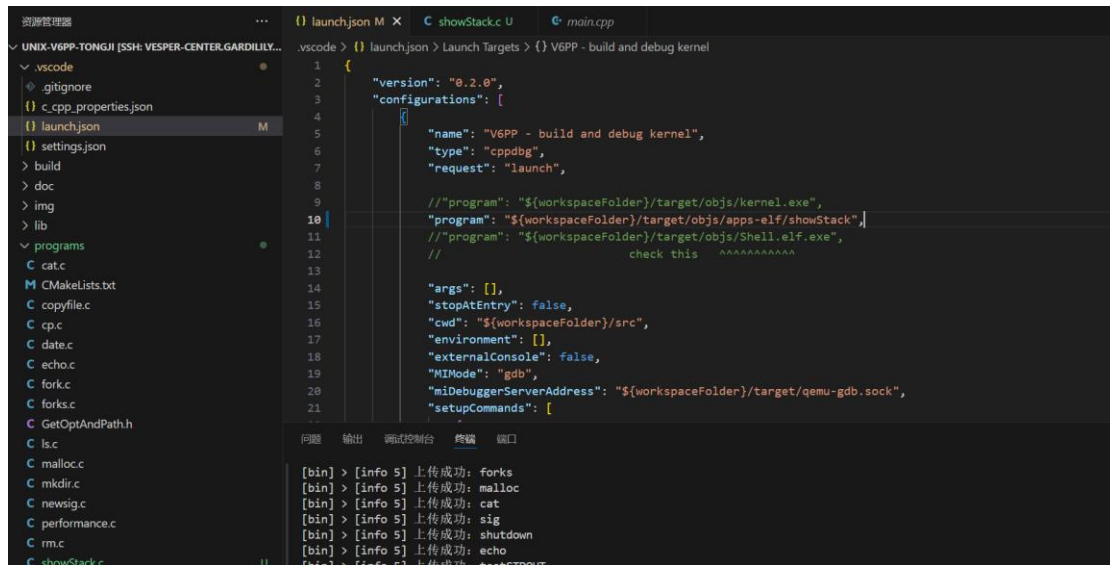 资源管理器 ···
UNIX-V6PP-TONGJI [SSH: VESPER-CENTER.GARDILILY...
.vscode
.gitignore
c_cpp_properties.json
launch.json M
settings.json
build
doc
img
lib
programs
cat.c
CMakeLists.txt
copyfile.c
cp.c
date.c
echo.c
fork.c
forks.c
GetOptAndPath.h
ls.c
malloc.c
mkdir.c
newsig.c
performance.c
rm.c
showStack.c U
{} launch.json M X C showStack.c U main.cpp
.vscode > {} launch.json > Launch Targets > {} V6PP - build and debug kernel
1 {
2 "version": "0.2.0",
3 "configurations": [
4 {
5 "name": "V6PP - build and debug kernel",
6 "type": "cppdbg",
7 "request": "launch",
8
9 //"program": "${workspaceFolder}/target/objs/kernel.exe",
10 "program": "${workspaceFolder}/target/objs/apps-elf/showStack",
11 //"program": "${workspaceFolder}/target/objs/Shell.elf.exe",
12 // check this ^^^^^^^^^^^
13
14 "args": [],
15 "stopAtEntry": false,
16 "cwd": "${workspaceFolder}/src",
17 "environment": [],
18 "externalConsole": false,
19 "MIMode": "gdb",
20 "miDebuggerServerAddress": "${workspaceFolder}/target/qemu-gdb.sock",
21 "setupCommands": [
问题 输出 调试控制台 终端 端口
[bin] > [info 5] 上传成功: forks
[bin] > [info 5] 上传成功: malloc
[bin] > [info 5] 上传成功: cat
[bin] > [info 5] 上传成功: sig
[bin] > [info 5] 上传成功: shutdown
[bin] > [info 5] 上传成功: echo